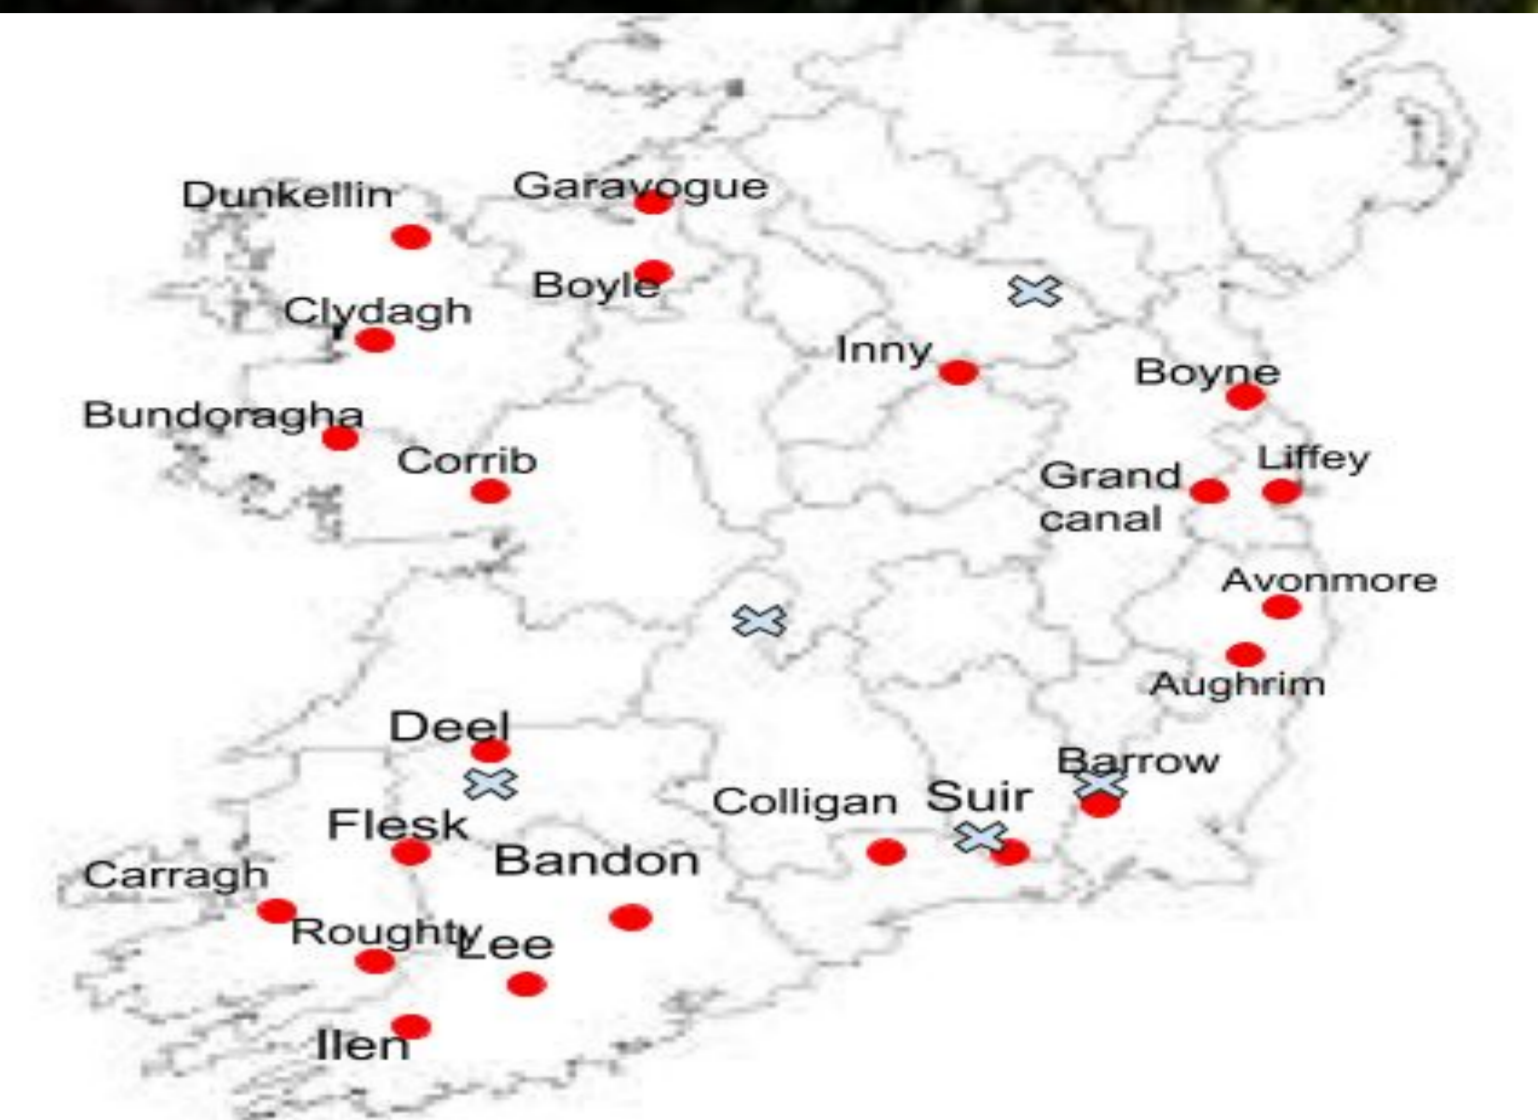 Dunkellin
Garavogue
Boyle
Clydagh
Inny
Boyne
Bundoragha
Corrib
Liffey
Grand
canal
Avonmore
Aughrim
Deel
Barrow
Colligan
Suir
Flesk
Bandon
Carragh
Roughty
Lee
Ilen